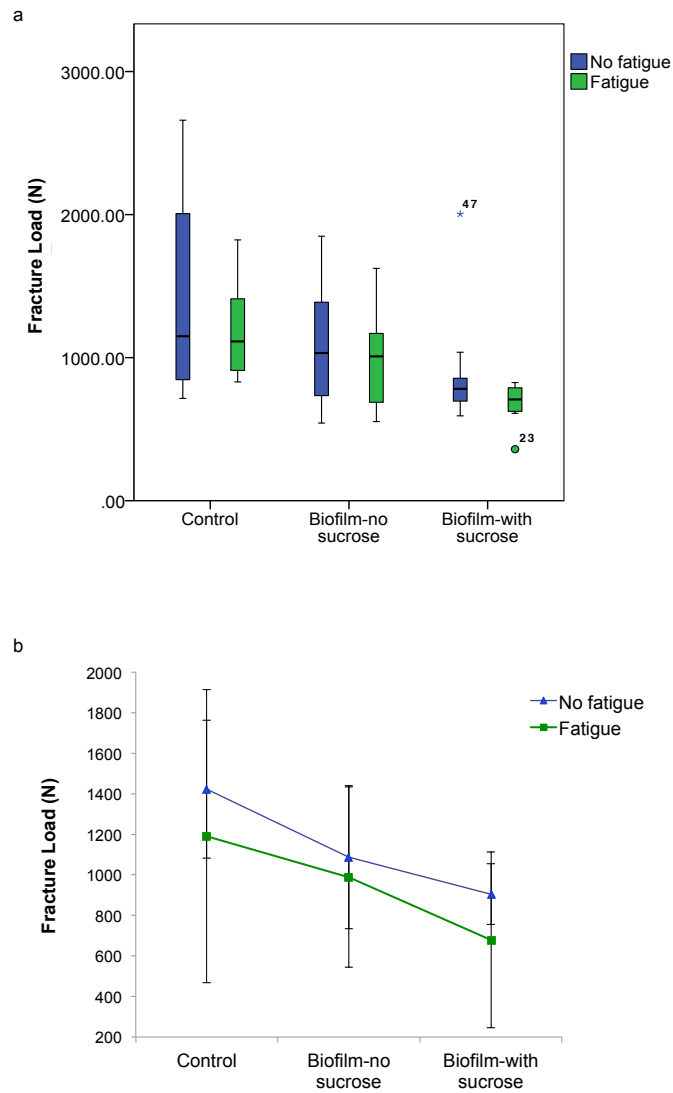 a
3000.00
2000.00
1000.00
.00
Fracture Load (N)
No fatigue
Fatigue
47
23
Control
Biofilm-no
sucrose
Biofilm-with
sucrose
b
2000
1800
1600
1400
1200
1000
800
600
400
200
Fracture Load (N)
No fatigue
Fatigue
Control
Biofilm-no
sucrose
Biofilm-with
sucrose